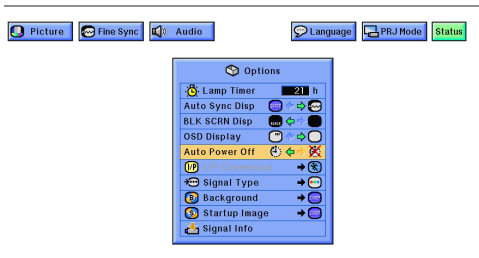 Picture Fine Sync Audio Language PRJ Mode Status
Options
Lamp Timer 21 h
Auto Sync Disp
BLK SCRN Disp
OSD Display
Auto Power Off
I/P
Signal Type
B Background
S Startup Image
Signal Info